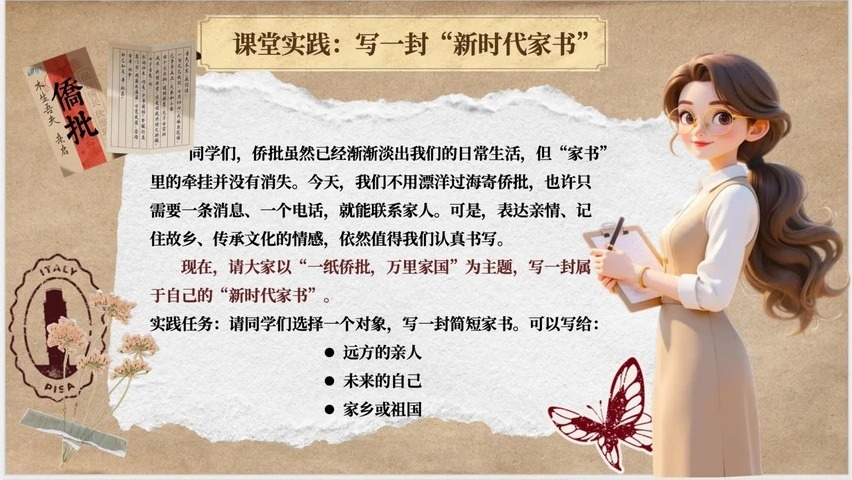 课堂实践：写一封“新时代家书”
侨批
同学们，侨批虽然已经渐渐淡出我们的日常生活，但“家书”
里的牵挂并没有消失。今天，我们不用漂洋过海寄侨批，也许只
需要一条消息、一个电话，就能联系家人。可是，表达亲情、记
住故乡、传承文化的情感，依然值得我们认真书写。
现在，请大家以“一纸侨批，万里家国”为主题，写一封属
于自己的“新时代家书”。
实践任务：请同学们选择一个对象，写一封简短家书。可以写给：
● 远方的亲人
● 未来的自己
● 家乡或祖国
ITALY
PISA